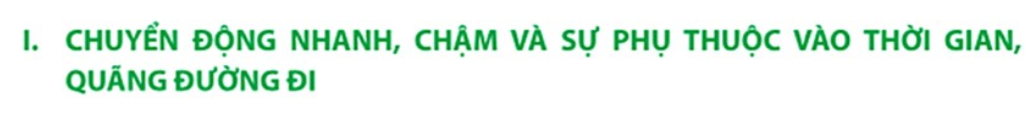 I. CHUYỂN ĐỘNG NHANH, CHẬM VÀ SỰ PHỤ THUỘC VÀO THỜI GIAN,
QUÃNG ĐƯỜNG ĐI